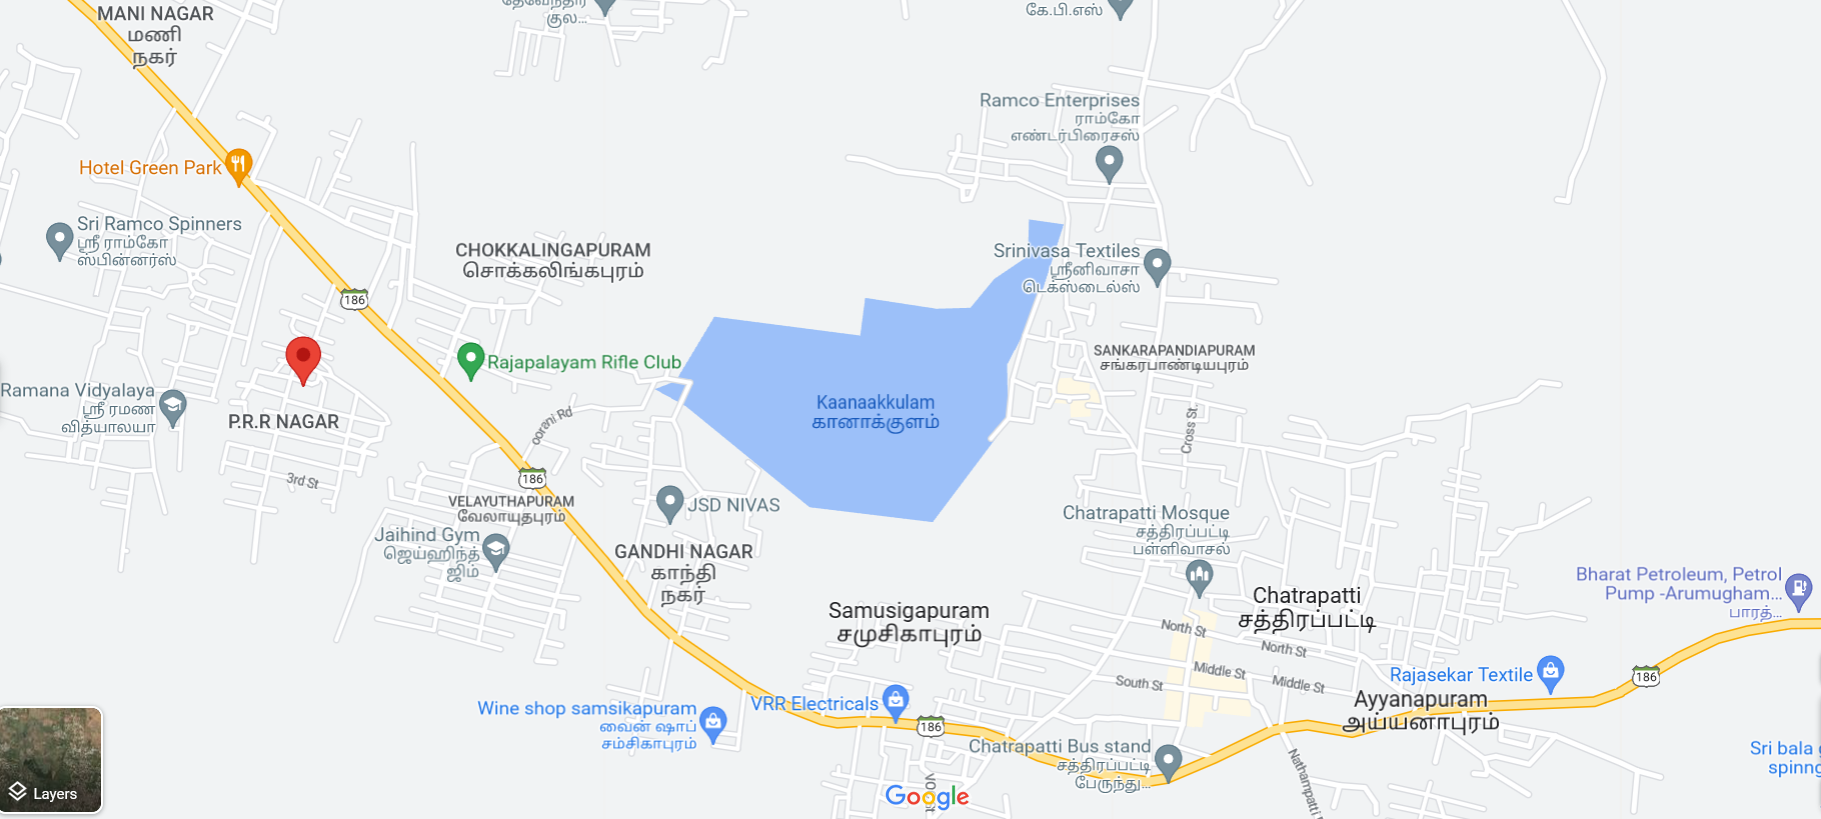 MANI NAGAR
மணி
நகர்
குல...
கே.பி.எஸ்
Ramco Enterprises
ராம்கோ
எண்டர்பிரைசஸ்
Hotel Green Park
Sri Ramco Spinners
ஸ்ரீ ராம்கோ
ஸ்பின்னர்ஸ்
CHOKKALINGAPURAM
சொக்கலிங்கபுரம்
Srinivasa Textiles
ஸ்ரீனிவாசா
டெக்ஸ்டைல்ஸ்
186
Rajapalayam Rifle Club
SANKARAPANDIAPURAM
சங்கரபாண்டியபுரம்
Ramana Vidyalaya
ஸ்ரீ ரமண
வித்யாலயா
P.R.R NAGAR
Kaanaakkulam
கானாக்குளம்
oorani Rd
Cross St.
3rd St
186
VELAYUTHAPURAM
வேலாயுதபுரம்
JSD NIVAS
Chatrapatti Mosque
சத்திரப்பட்டி
பள்ளிவாசல்
Jaihind Gym
ஜெய்ஹிந்த்
ஜிம்
GANDHI NAGAR
காந்தி
நகர்
Bharat Petroleum, Petrol
Pump -Arumugham...
பாரத்...
Samusigapuram
சமுசிகாபுரம்
Chatrapatti
சத்திரப்பட்டி
North St
North St
Middle St
Middle St
South St
Rajasekar Textile
186
Ayyanapuram
அய்யனாபுரம்
Wine shop samsikapuram
வைன் ஷாப்
சம்சிகாபுரம்
VRR Electricals
186
Chatrapatti Bus stand
சத்திரப்பட்டி
பேருந்து...
Nathampatti
Sri bala
spinng
Layers
Google